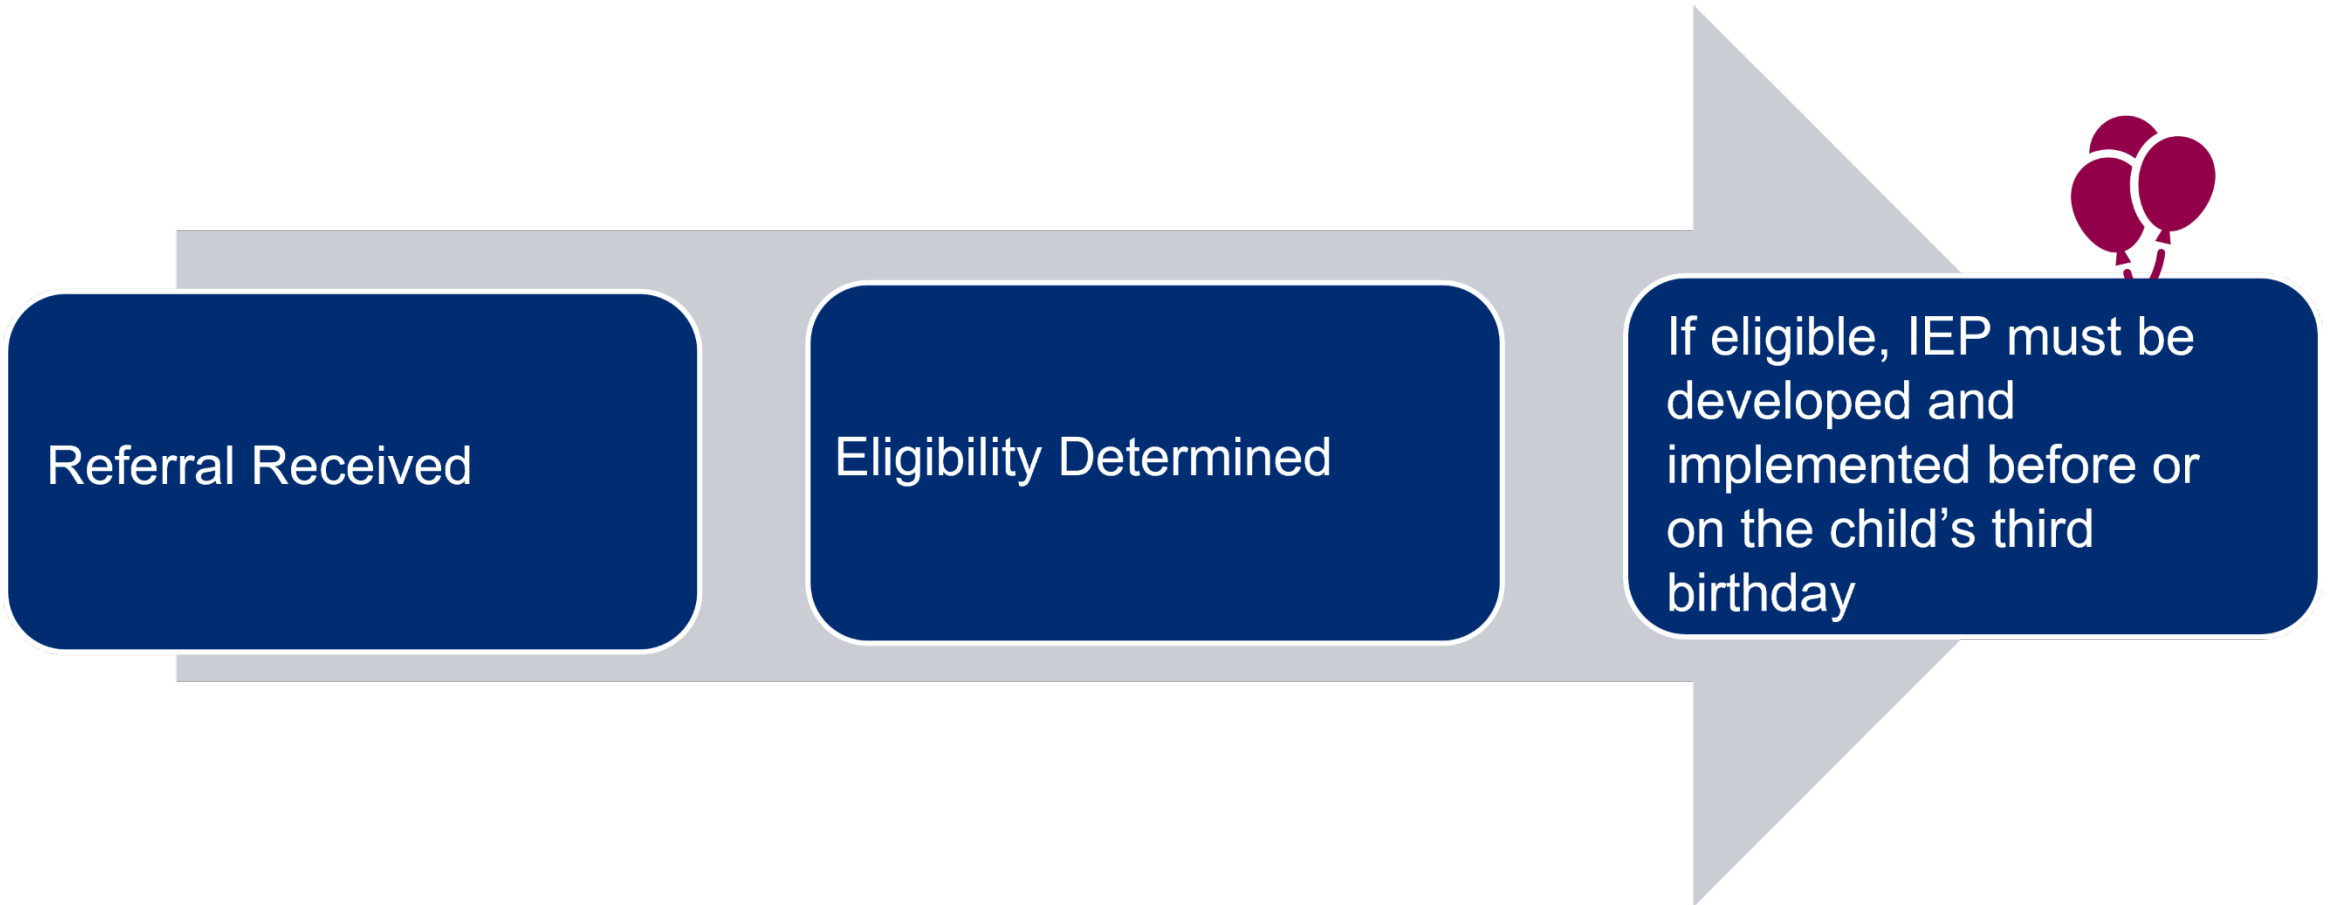 Referral Received
Eligibility Determined
If eligible, IEP must be
developed and
implemented before or
on the child’s third
birthday